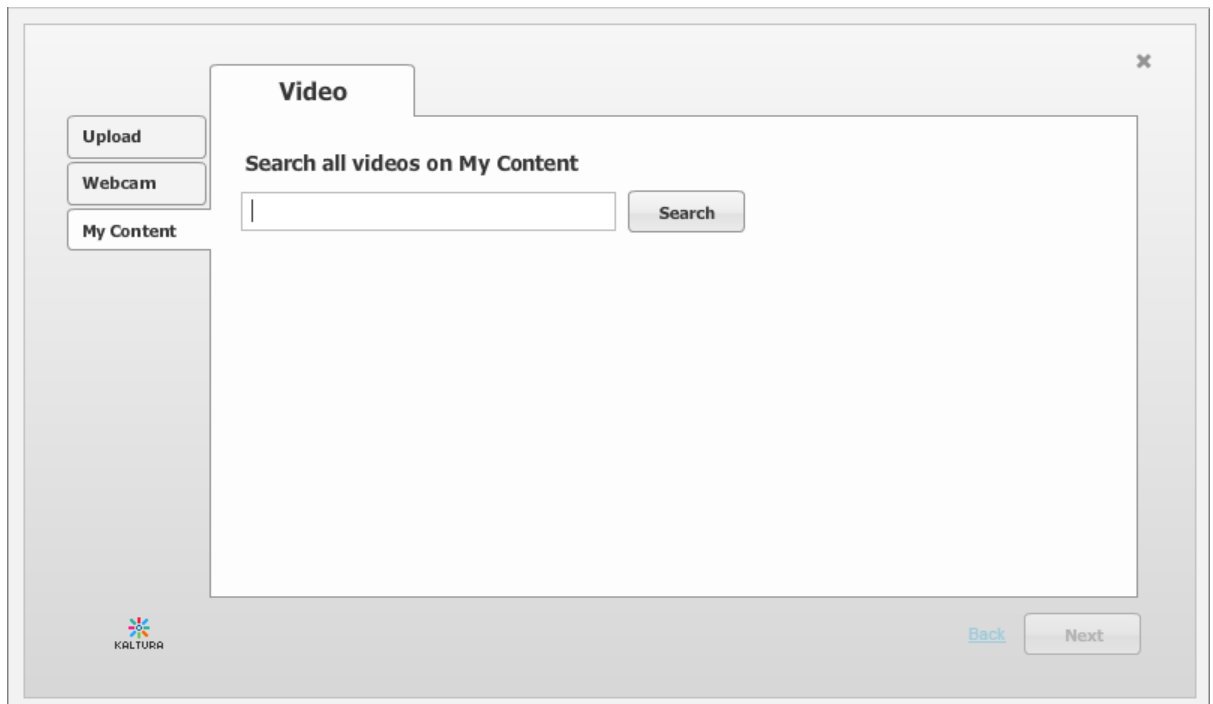 Video
Upload
Webcam
My Content
Search all videos on My Content
Search
KALTURA
Back
Next